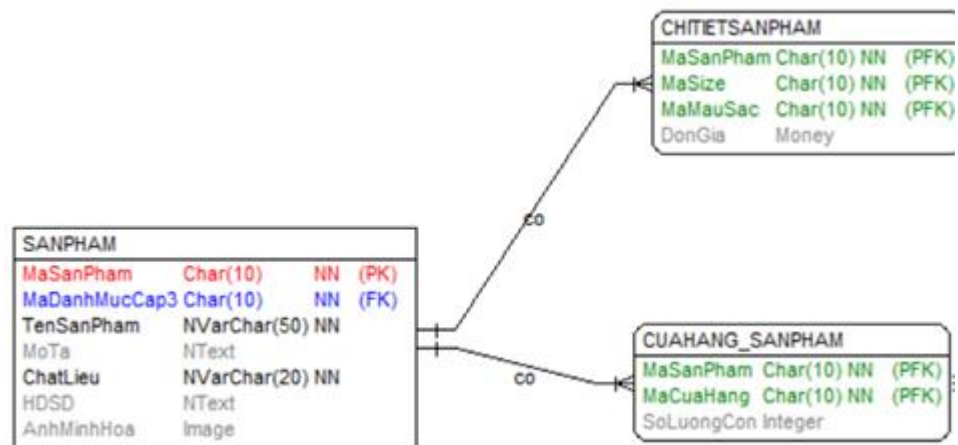 CHITIETSANPHAM
MaSanPham Char(10) NN (PFK)
MaSize Char(10) NN (PFK)
MaMauSac Char(10) NN (PFK)
DonGia Money
co
SANPHAM
MaSanPham Char(10) NN (PK)
MaDanhMucCap3 Char(10) NN (FK)
TenSanPham NVarChar(50) NN
MoTa NText
ChatLieu NVarChar(20) NN
HDSD NText
AnhMinhHoa Image
co
CUAHANG_SANPHAM
MaSanPham Char(10) NN (PFK)
MaCuaHang Char(10) NN (PFK)
SoLuongCon Integer